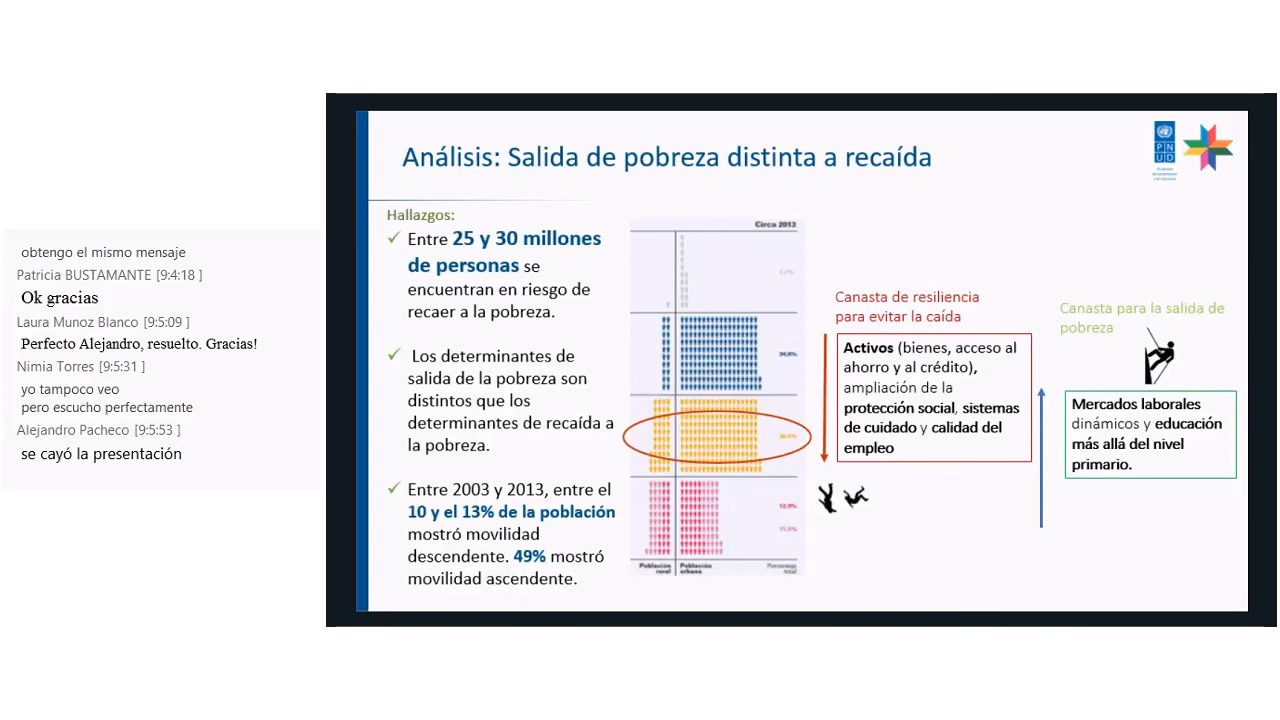 obtengo el mismo mensaje
Patricia BUSTAMANTE [9:4:18 ]
Ok gracias
Laura Munoz Blanco [9:5:09 ]
Perfecto Alejandro, resuelto. Gracias!
Nimia Torres [9:5:31 ]
yo tampoco veo
pero escucho perfectamente
Alejandro Pacheco [9:5:53 ]
se cayó la presentación
Análisis: Salida de pobreza distinta a recaída
P N
U D
Hallazgos:
✓ Entre 25 y 30 millones
de personas se
encuentran en riesgo de
recaer a la pobreza.
✓ Los determinantes de
salida de la pobreza son
distintos que los
determinantes de recaída a
la pobreza.
✓ Entre 2003 y 2013, entre el
10 y el 13% de la población
mostró movilidad
descendente. 49% mostró
movilidad ascendente.
Circa 2013
Población
rural
Población
urbana
Porcentaje
total
Canasta de resiliencia
para evitar la caída
Activos (bienes, acceso al
ahorro y al crédito),
ampliación de la
protección social, sistemas
de cuidado y calidad del
empleo
Canasta para la salida de
pobreza
Mercados laborales
dinámicos y educación
más allá del nivel
primario.